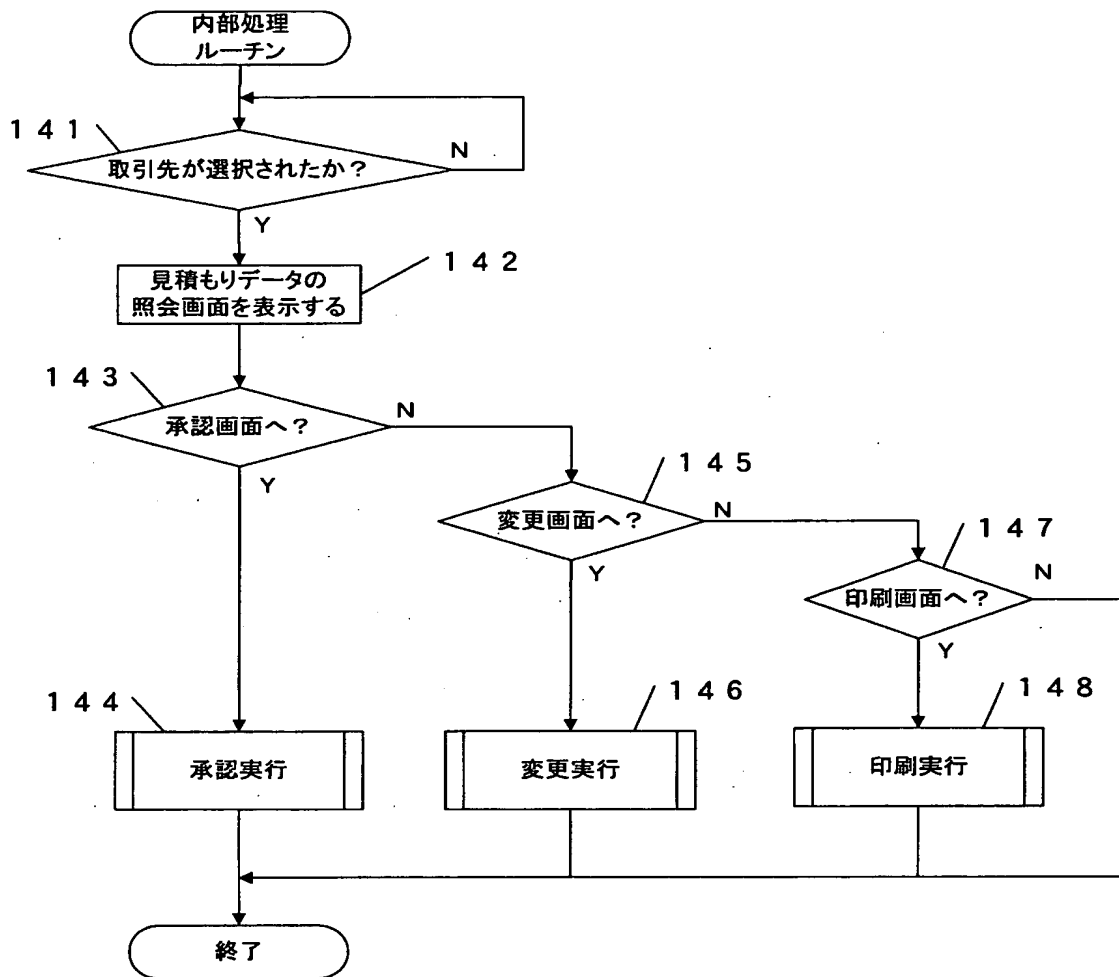 内部処理
ルーチン
１４１
取引先が選択されたか？
N
Y
見積もりデータの
照会画面を表示する
１４２
１４３
承認画面へ？
N
Y
１４５
変更画面へ？
N
Y
１４７
印刷画面へ？
N
Y
１４４
承認実行
１４６
変更実行
１４８
印刷実行
終了